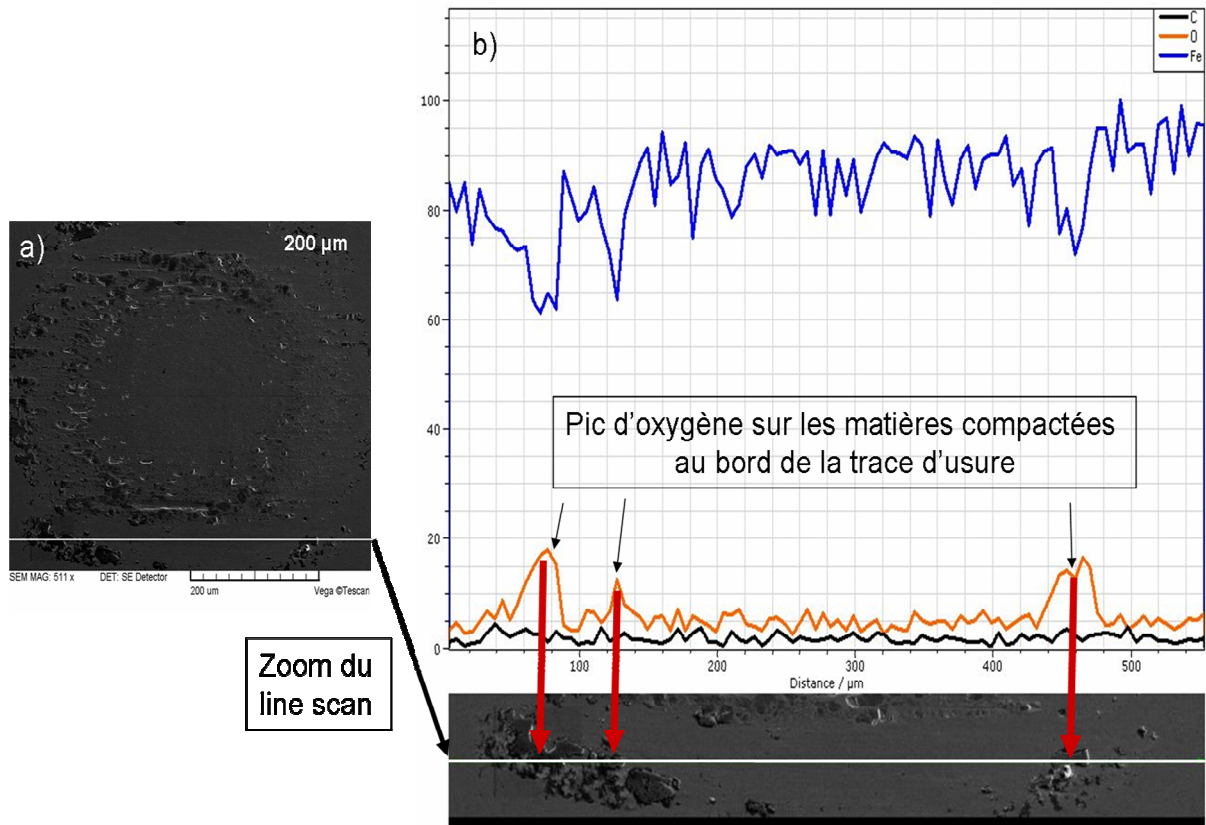 a)
200 µm
SEM MAG: 511 x DET: SE Detector
200 um Vega ©Tescan
Zoom du
line scan
b)
C
O
Fe
100
80
60
40
20
0
Pic d'oxygène sur les matières compactées
au bord de la trace d'usure
100 200 300 400 500
Distance / µm